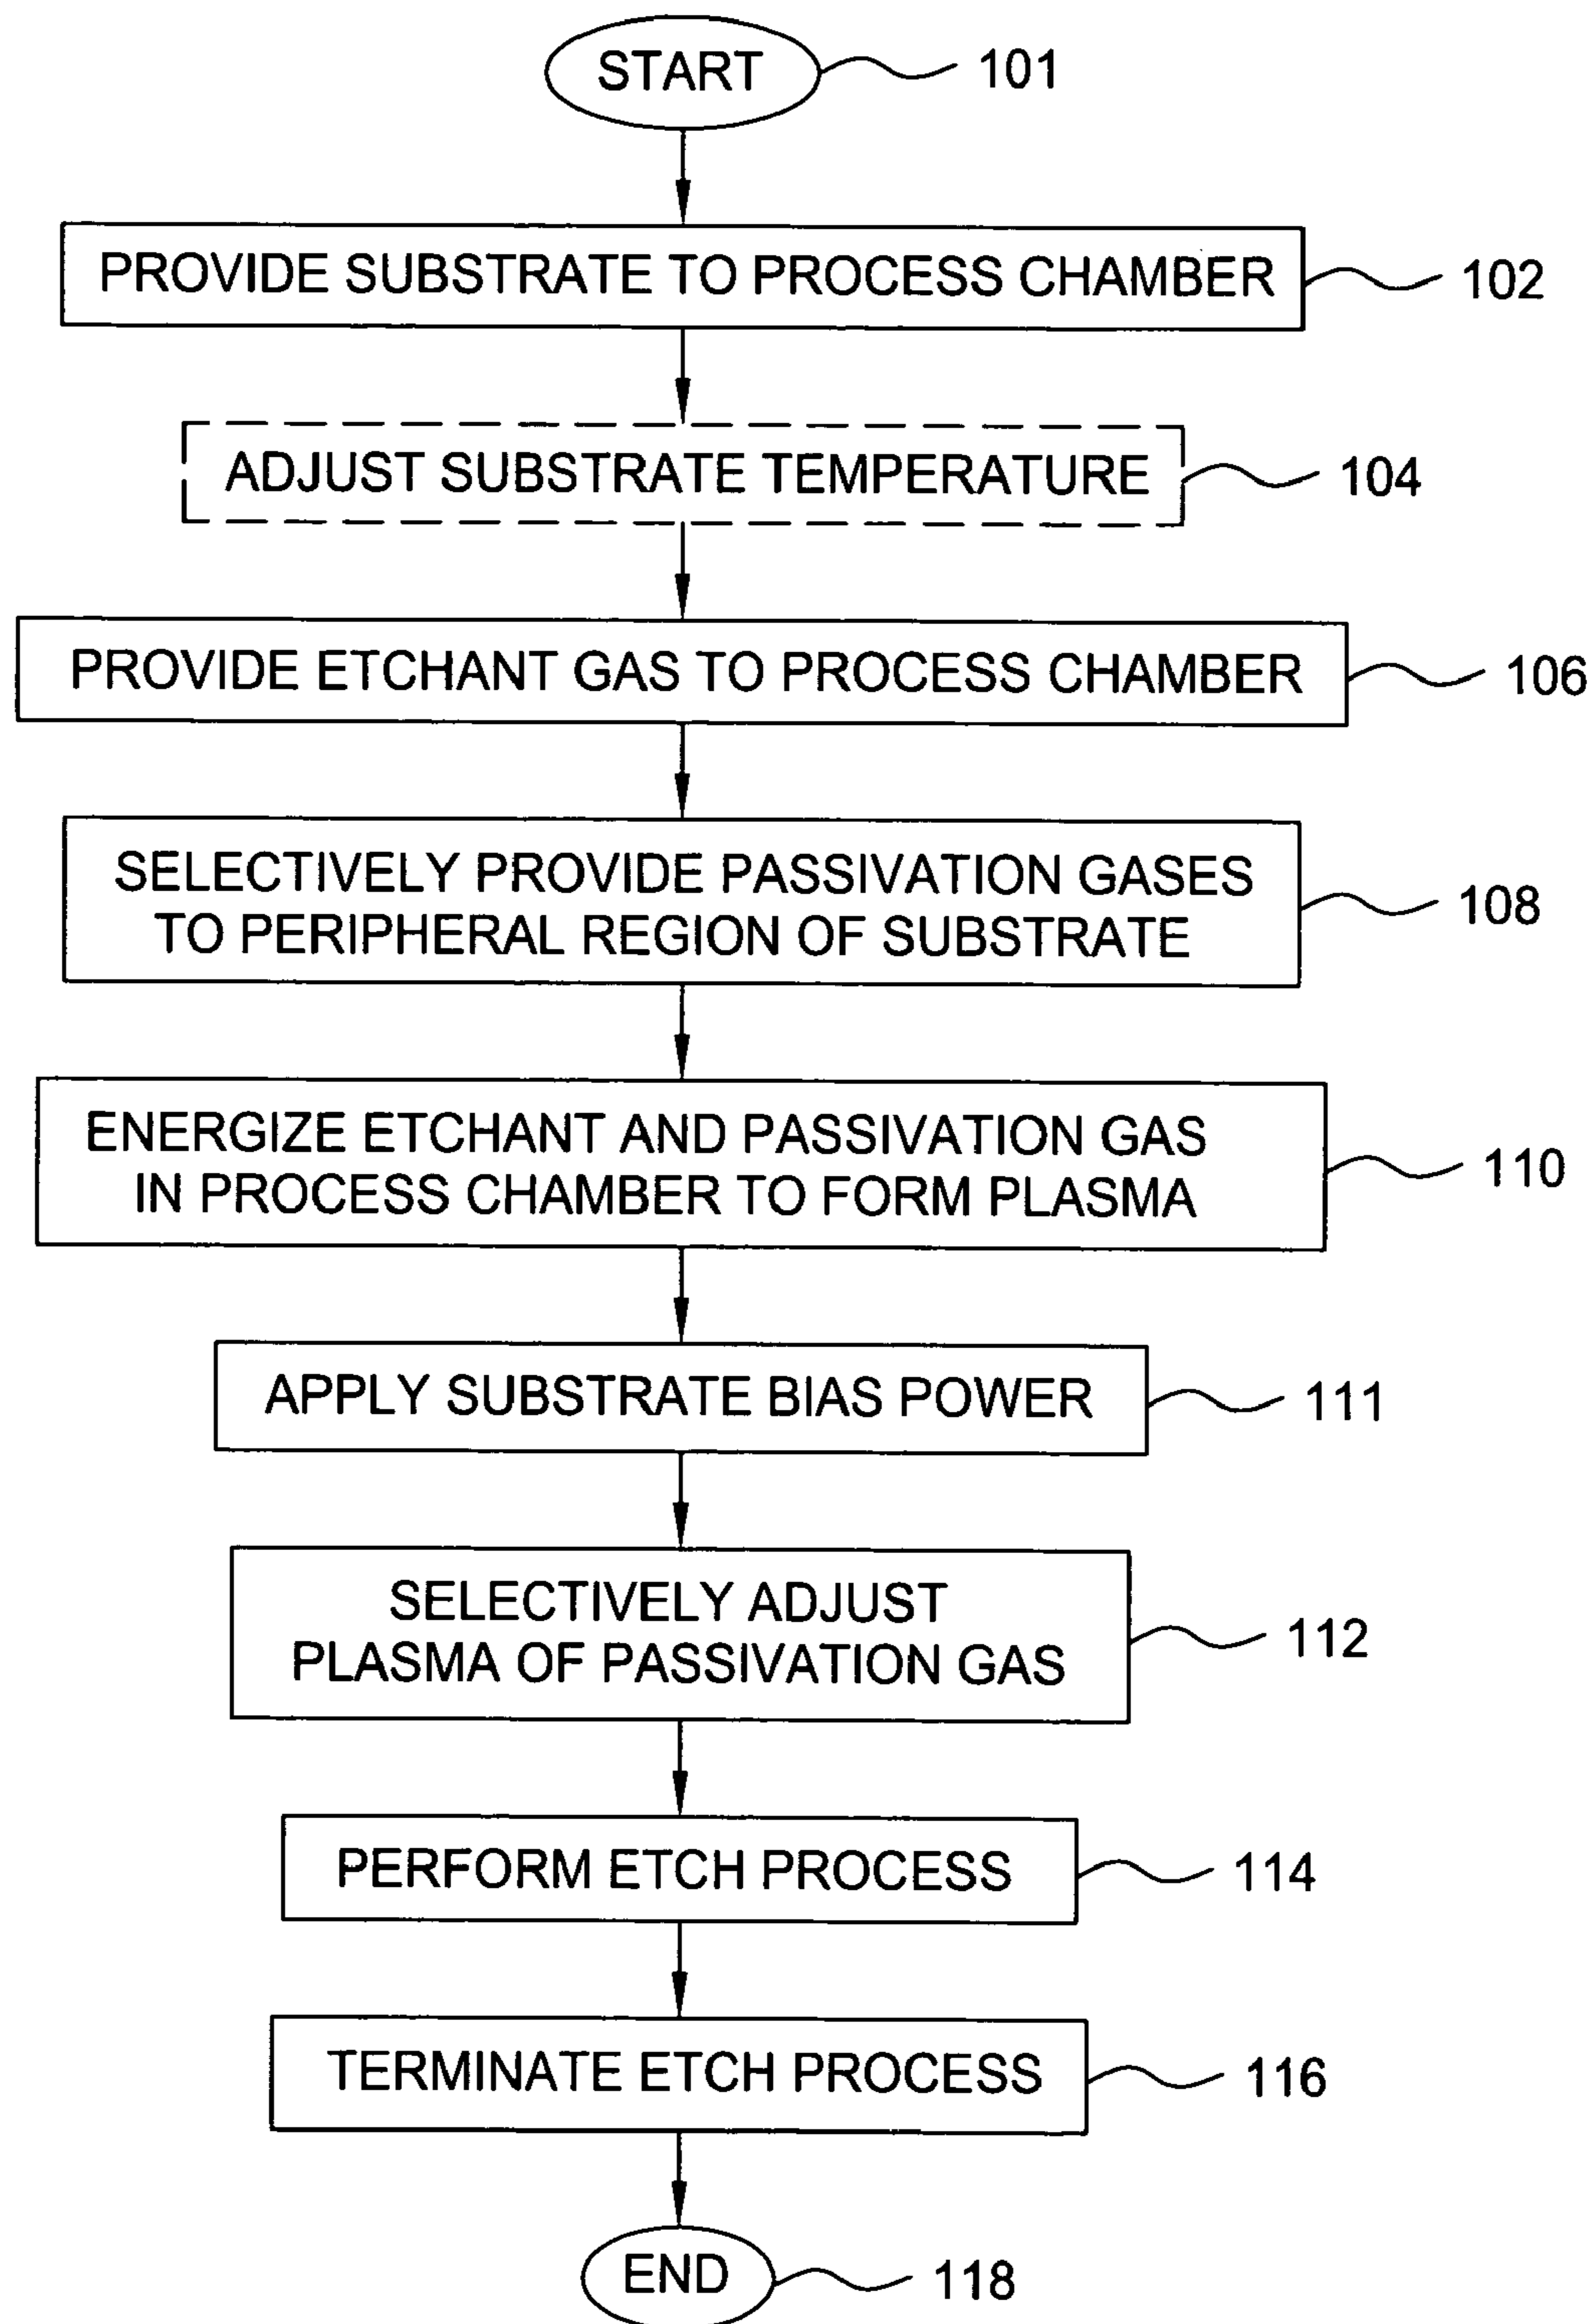 START
101
PROVIDE SUBSTRATE TO PROCESS CHAMBER
102
ADJUST SUBSTRATE TEMPERATURE
104
PROVIDE ETCHANT GAS TO PROCESS CHAMBER
106
SELECTIVELY PROVIDE PASSIVATION GASES
TO PERIPHERAL REGION OF SUBSTRATE
108
ENERGIZE ETCHANT AND PASSIVATION GAS
IN PROCESS CHAMBER TO FORM PLASMA
110
APPLY SUBSTRATE BIAS POWER
111
SELECTIVELY ADJUST
PLASMA OF PASSIVATION GAS
112
PERFORM ETCH PROCESS
114
TERMINATE ETCH PROCESS
116
END
118